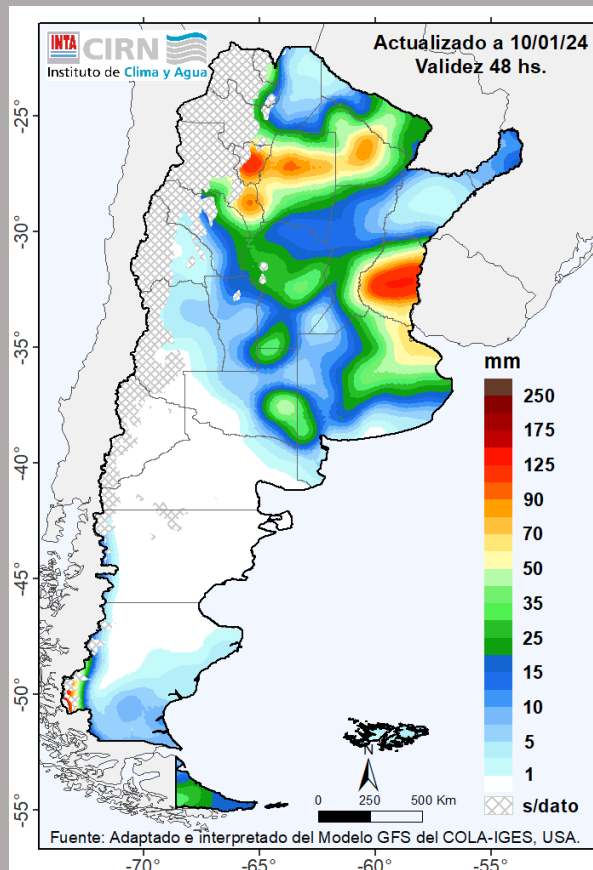 INTA CIRN
Instituto de Clima y Agua
Actualizado a 10/01/24
Validez 48 hs.
-25°
-30°
-35°
-40°
-45°
-50°
-55°
mm
250
175
125
90
70
50
35
25
15
10
5
1
s/dato
N
0 250 500 Km
Fuente: Adaptado e interpretado del Modelo GFS del COLA-IGES, USA.
-70° -65° -60° -55°